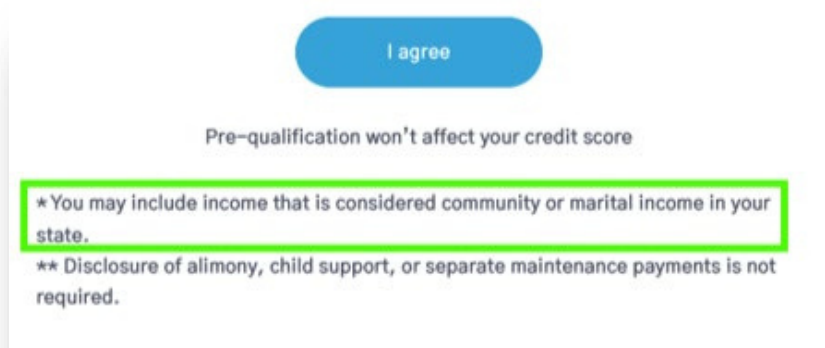 I agree
Pre-qualification won't affect your credit score
* You may include income that is considered community or marital income in your
state.
** Disclosure of alimony, child support, or separate maintenance payments is not
required.